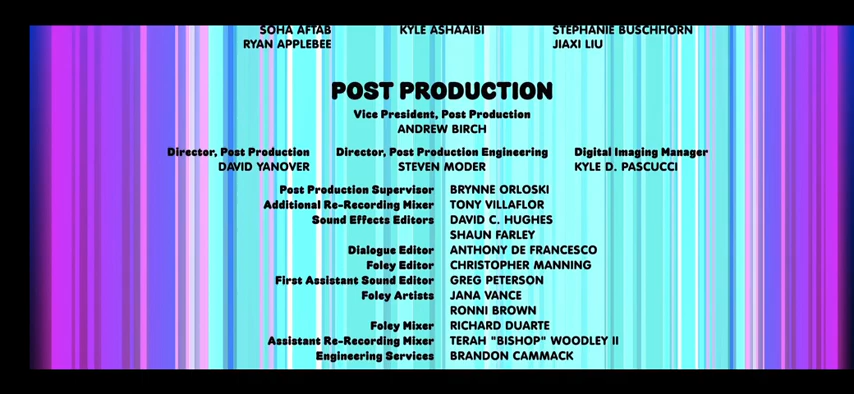 SOHA AFTAB KYLE ASHAAIBI STEPHANIE BUSCHHORN
RYAN APPLEBEE JIAXI LIU
POST PRODUCTION
Vice President, Post Production
ANDREW BIRCH
Director, Post Production Director, Post Production Engineering Digital Imaging Manager
DAVID YANOVER STEVEN MODER KYLE D. PASCUCCI
Post Production Supervisor BRYNNE ORLOSKI
Additional Re-Recording Mixer TONY VILLAFLOR
Sound Effects Editors DAVID C. HUGHES
SHAUN FARLEY
Dialogue Editor ANTHONY DE FRANCESCO
Foley Editor CHRISTOPHER MANNING
First Assistant Sound Editor GREG PETERSON
Foley Artists JANA VANCE
RONNI BROWN
Foley Mixer RICHARD DUARTE
Assistant Re-Recording Mixer TERAH "BISHOP" WOODLEY II
Engineering Services BRANDON CAMMACK